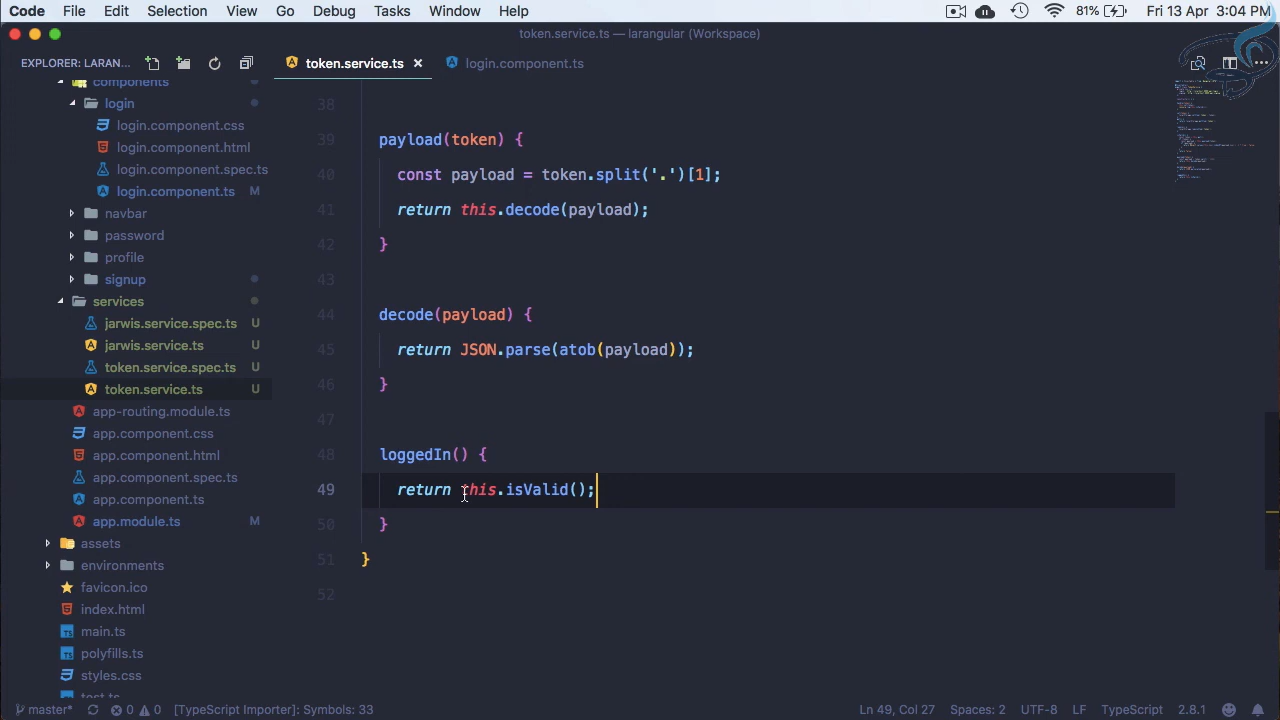 Code File Edit Selection View Go Debug Tasks Window Help 81% Fri 13 Apr 3:04 PM
token.service.ts — larangular (Workspace)
EXPLORER: LARAN... token.service.ts login.component.ts
components
login
login.component.css
login.component.html
login.component.spec.ts
login.component.ts M
navbar
password
profile
signup
services
jarwis.service.spec.ts U
jarwis.service.ts U
token.service.spec.ts U
token.service.ts U
app-routing.module.ts
app.component.css
app.component.html
app.component.spec.ts
app.component.ts
app.module.ts M
assets
environments
favicon.ico
index.html
main.ts
polyfills.ts
styles.css
test.ts
38
39 payload(token) {
40 const payload = token.split('.')[1];
41 return this.decode(payload);
42 }
43
44 decode(payload) {
45 return JSON.parse(atob(payload));
46 }
47
48 loggedIn() {
49 return this.isValid();
50 }
51 }
52
master* 0 0 [TypeScript Importer]: Symbols: 33 Ln 49, Col 27 Spaces: 2 UTF-8 LF TypeScript 2.8.1